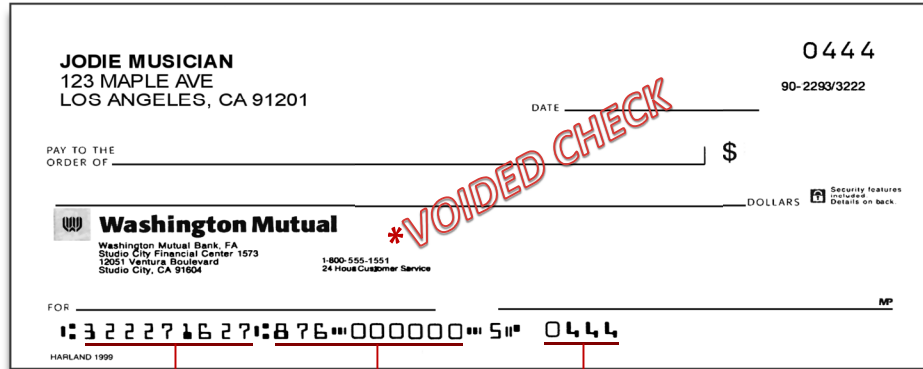 JODIE MUSICIAN
123 MAPLE AVE
LOS ANGELES, CA 91201
0444
90-2293/3222
DATE
PAY TO THE
ORDER OF
$
DOLLARS
Security features
included
Details on back.
*VOIDED CHECK
W
Washington Mutual
Washington Mutual Bank, FA
Studio City Financial Center 1573
12051 Ventura Boulevard
Studio City, CA 91604
1-800-555-1551
24 Hour Customer Service
FOR
MP
⑆322271627⑆876⑉000000⑉5⑈ 0444
HARLAND 1999